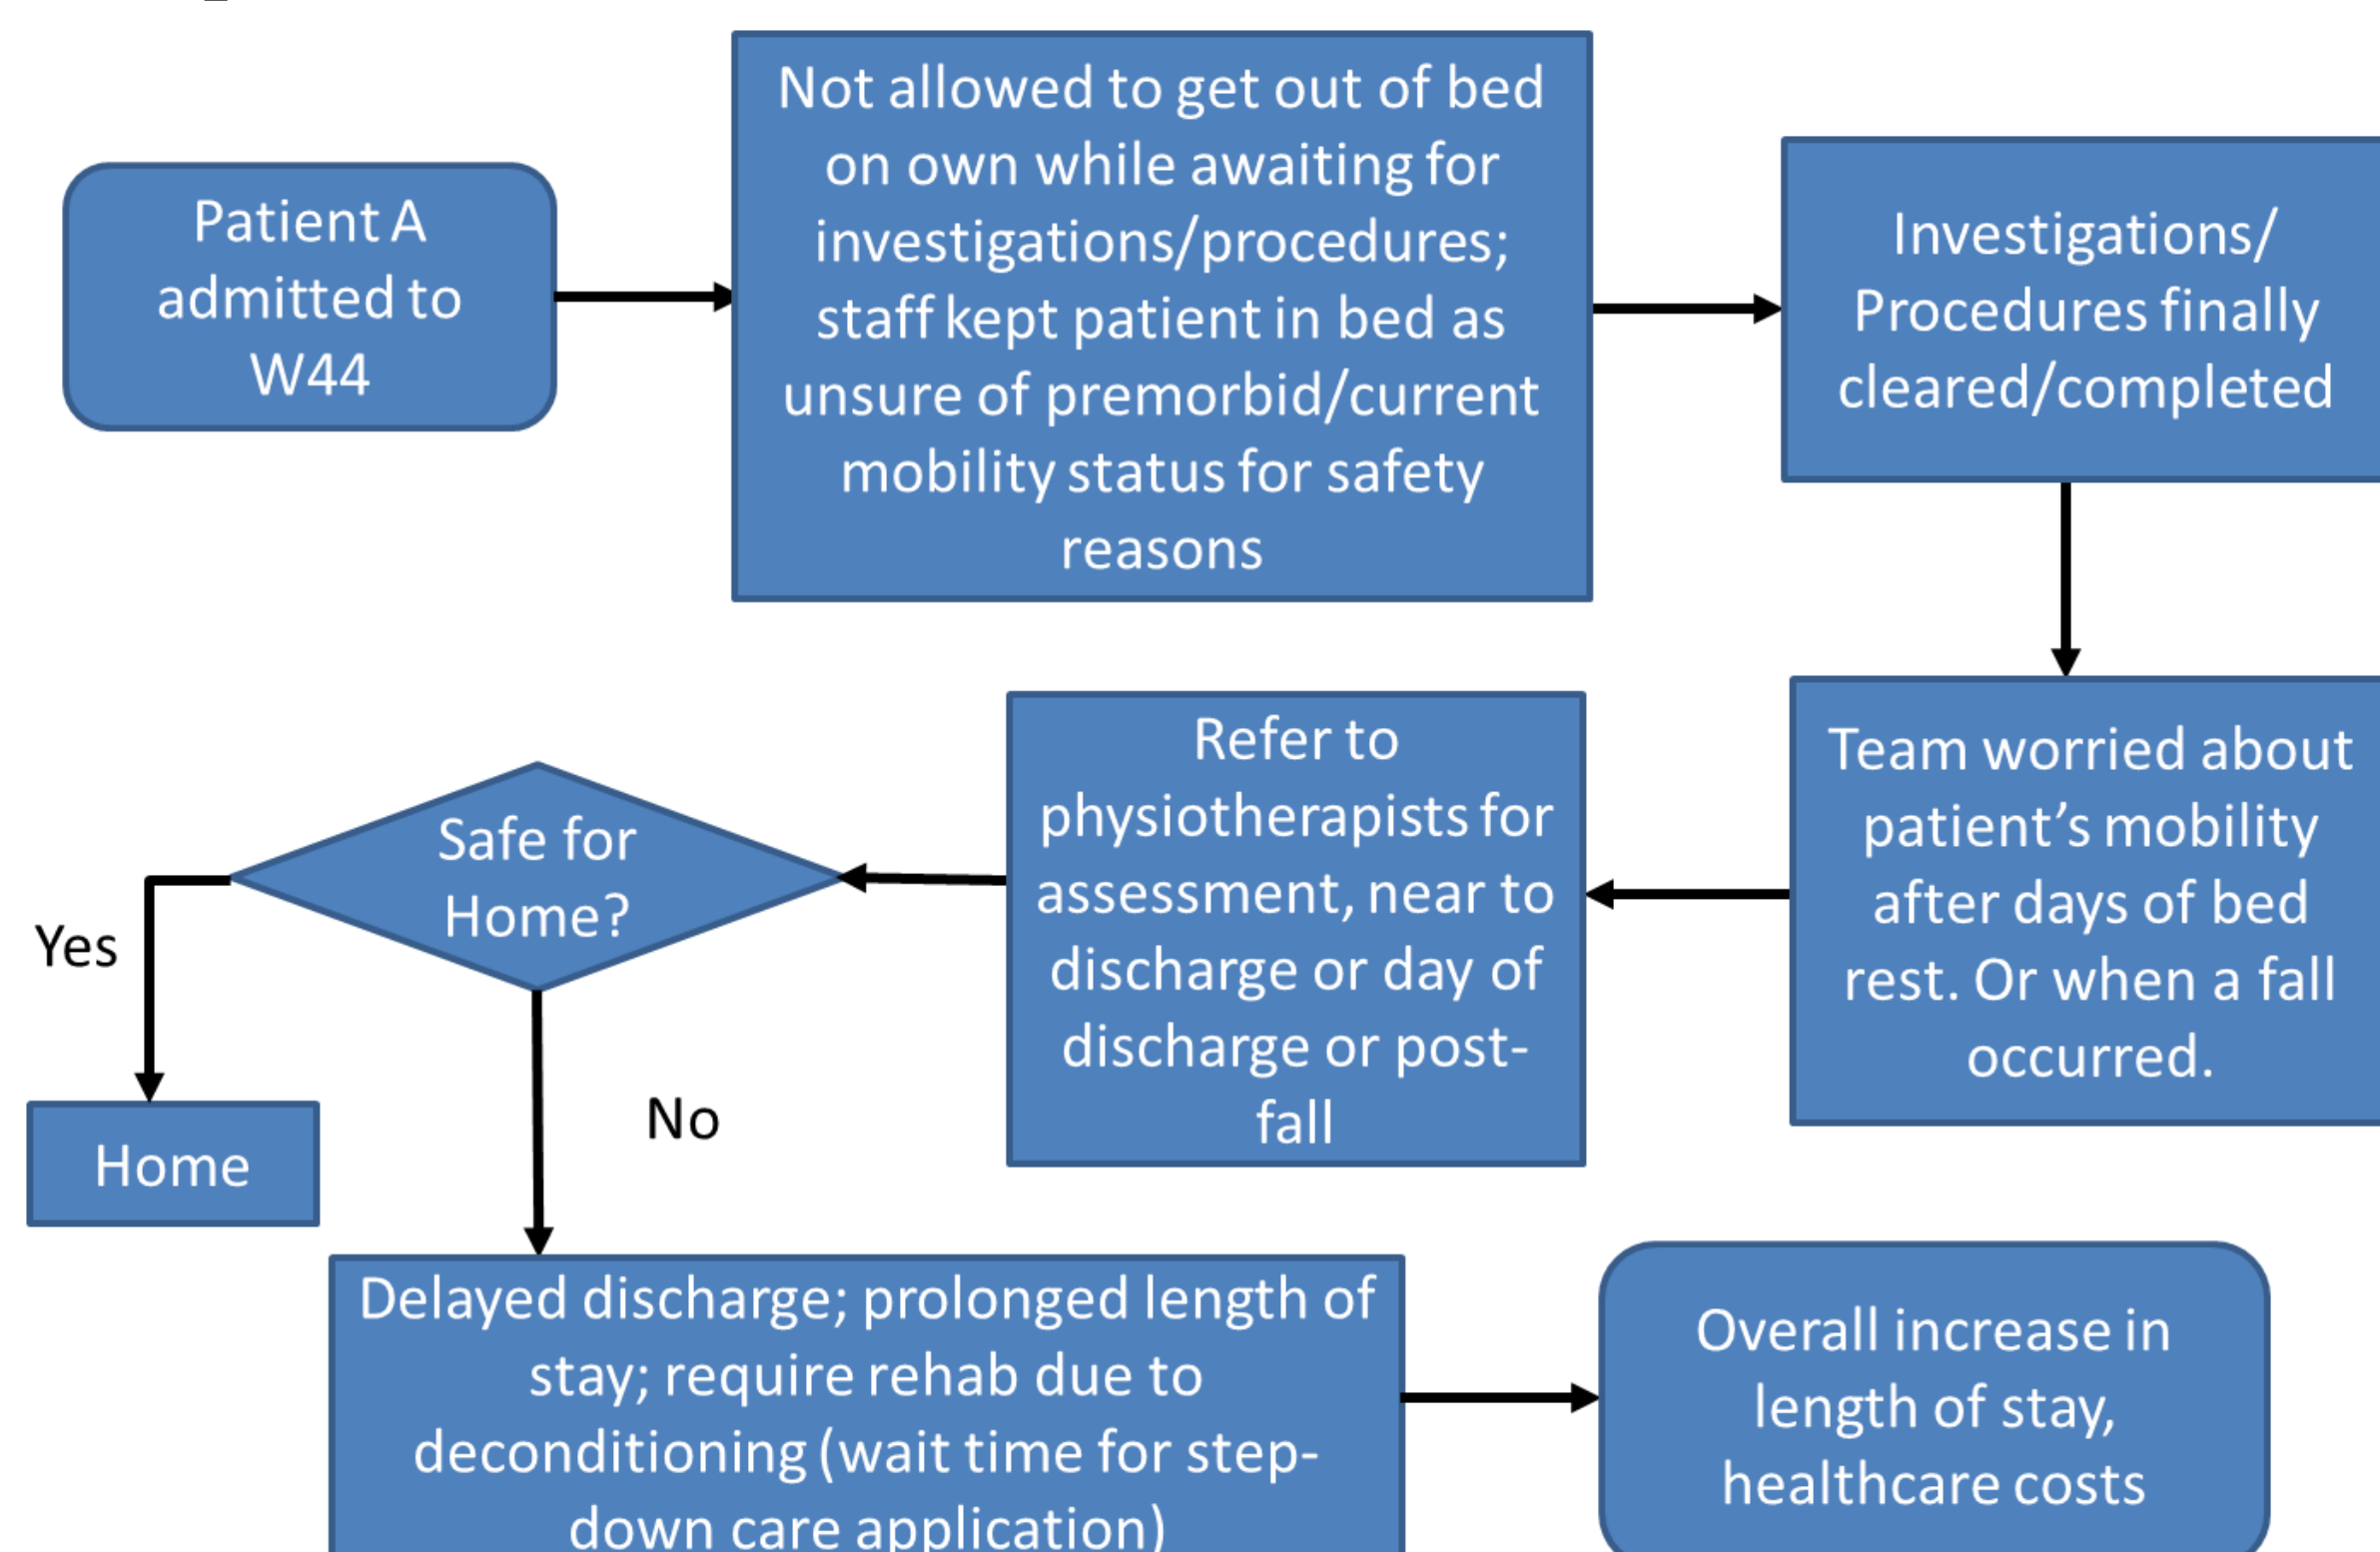 Patient A
admitted to
W44
Not allowed to get out of bed
on own while awaiting for
investigations/procedures;
staff kept patient in bed as
unsure of premorbid/current
mobility status for safety
reasons
Investigations/
Procedures finally
cleared/completed
Team worried about
patient’s mobility
after days of bed
rest. Or when a fall
occurred.
Refer to
physiotherapists for
assessment, near to
discharge or day of
discharge or post-
fall
Safe for
Home?
Yes
Home
No
Delayed discharge; prolonged length of
stay; require rehab due to
deconditioning (wait time for step-
down care application)
Overall increase in
length of stay,
healthcare costs